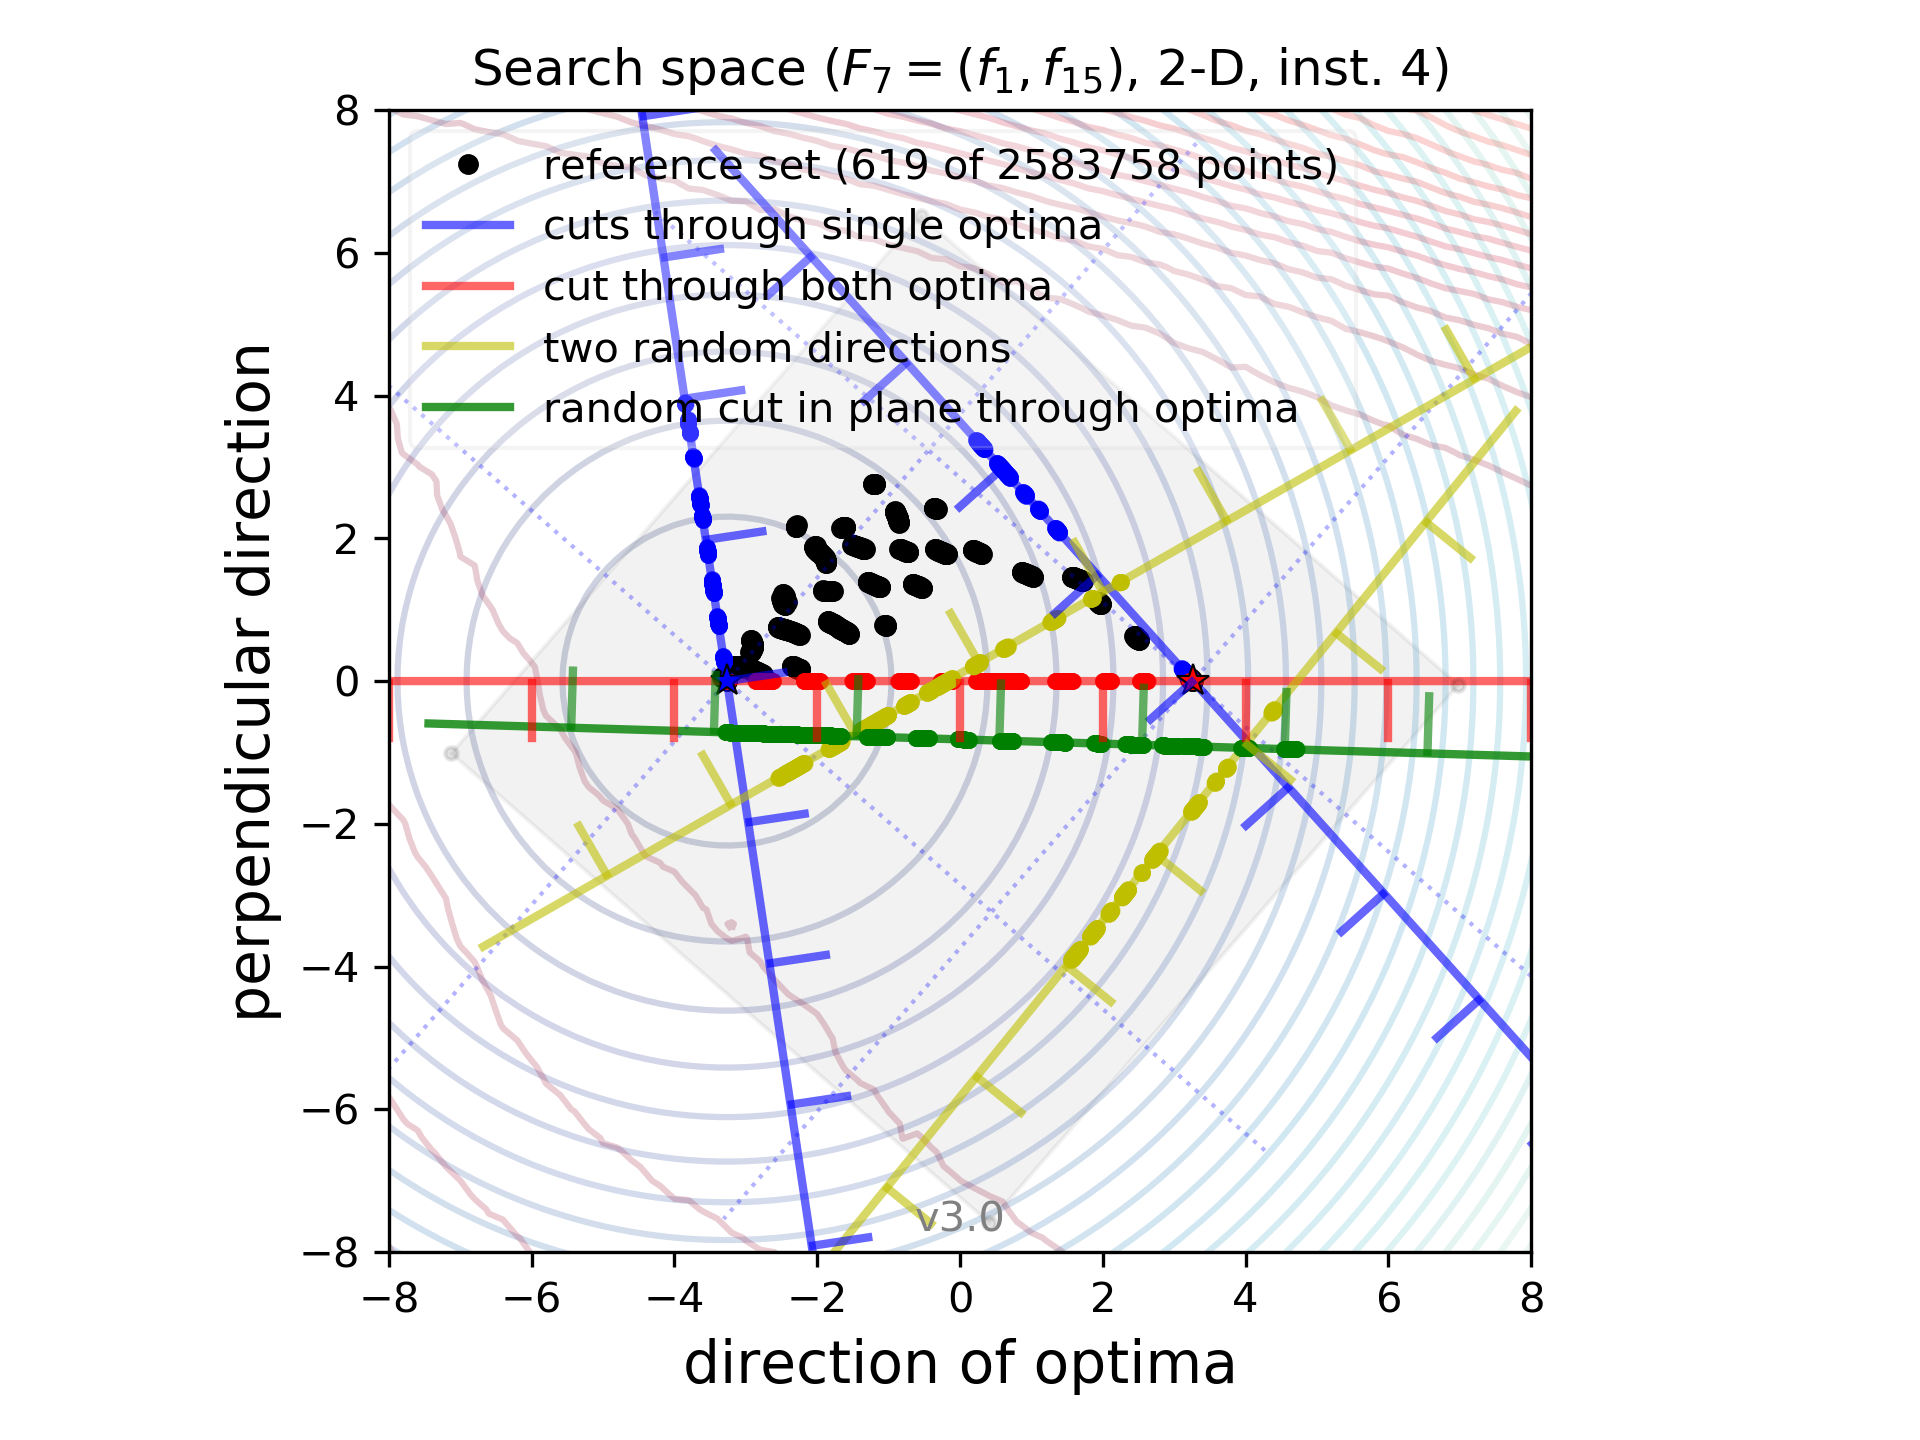 Search space (F₇ = (f₁, f₁₅), 2-D, inst. 4)
reference set (619 of 2583758 points)
cuts through single optima
cut through both optima
two random directions
random cut in plane through optima
8
6
4
2
0
−2
−4
−6
−8
perpendicular direction
v3.0
−8 −6 −4 −2 0 2 4 6 8
direction of optima